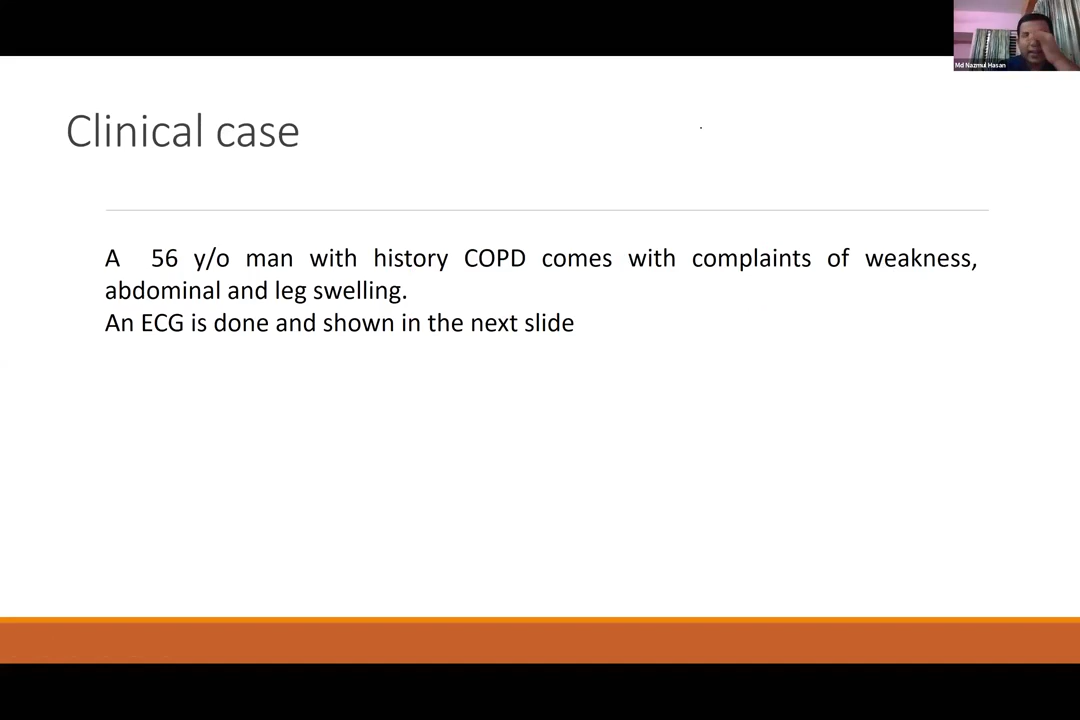 Md Nazmul Hasan
Clinical case
A 56 y/o man with history COPD comes with complaints of weakness,
abdominal and leg swelling.
An ECG is done and shown in the next slide